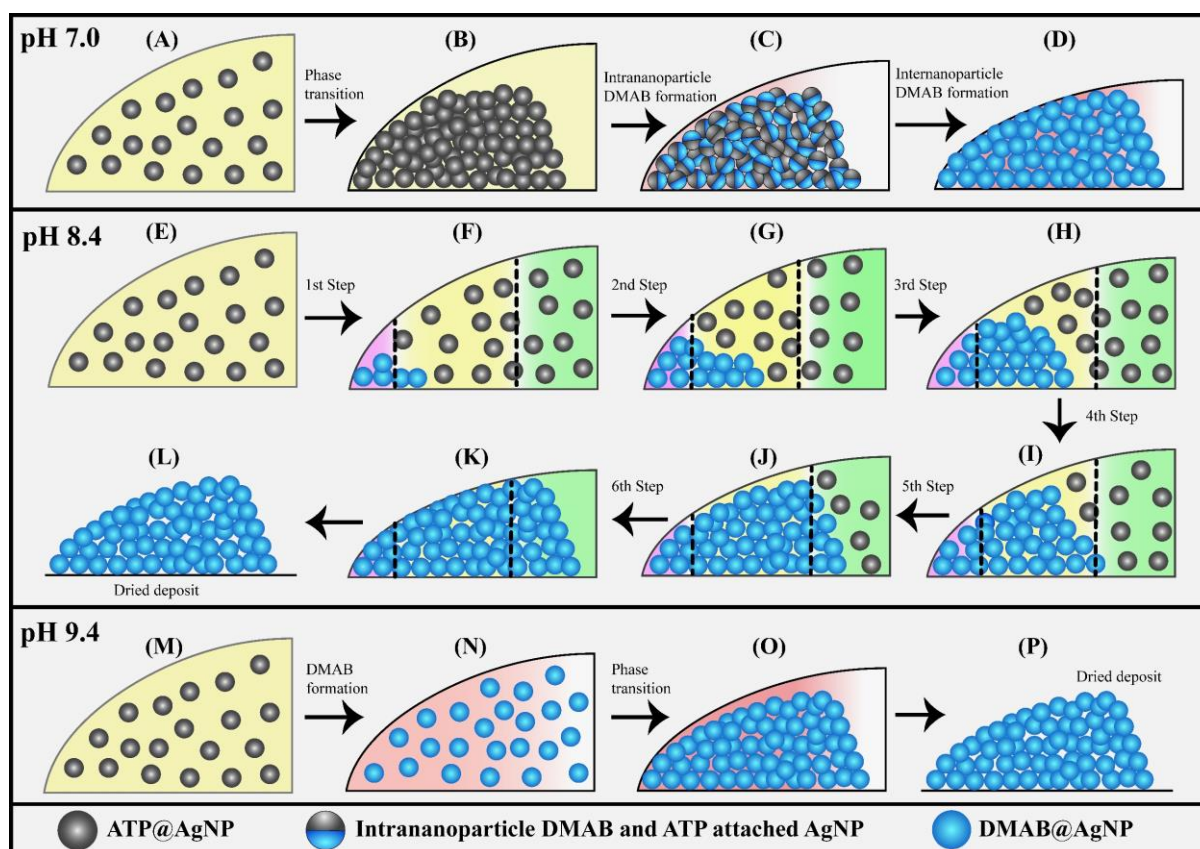 pH 7.0
(A)
(B)
(C)
(D)
Phase
transition
Intrananoparticle
DMAB formation
Internanoparticle
DMAB formation
pH 8.4
(E)
(F)
(G)
(H)
1st Step
2nd Step
3rd Step
4th Step
(L)
(K)
(J)
(I)
6th Step
5th Step
Dried deposit
pH 9.4
(M)
(N)
(O)
(P)
DMAB
formation
Phase
transition
Dried deposit
ATP@AgNP
Intrananoparticle DMAB and ATP attached AgNP
DMAB@AgNP